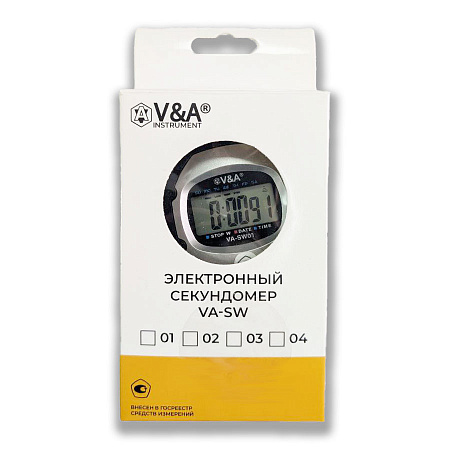 V&A®
INSTRUMENT
V&A®
0:0091
STOP W DATE TIME
VA-SW01
ЭЛЕКТРОННЫЙ
СЕКУНДОМЕР
VA-SW
01 02 03 04
ВНЕСЕН В ГОСРЕЕСТР
СРЕДСТВ ИЗМЕРЕНИЙ